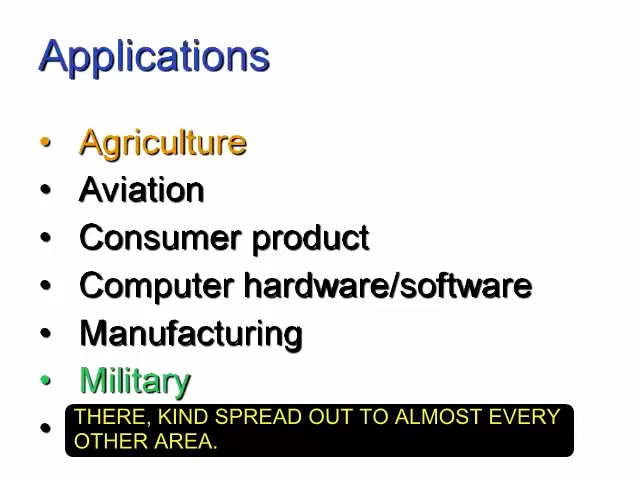 Applications
• Agriculture
• Aviation
• Consumer product
• Computer hardware/software
• Manufacturing
• Military
•
THERE, KIND SPREAD OUT TO ALMOST EVERY
OTHER AREA.